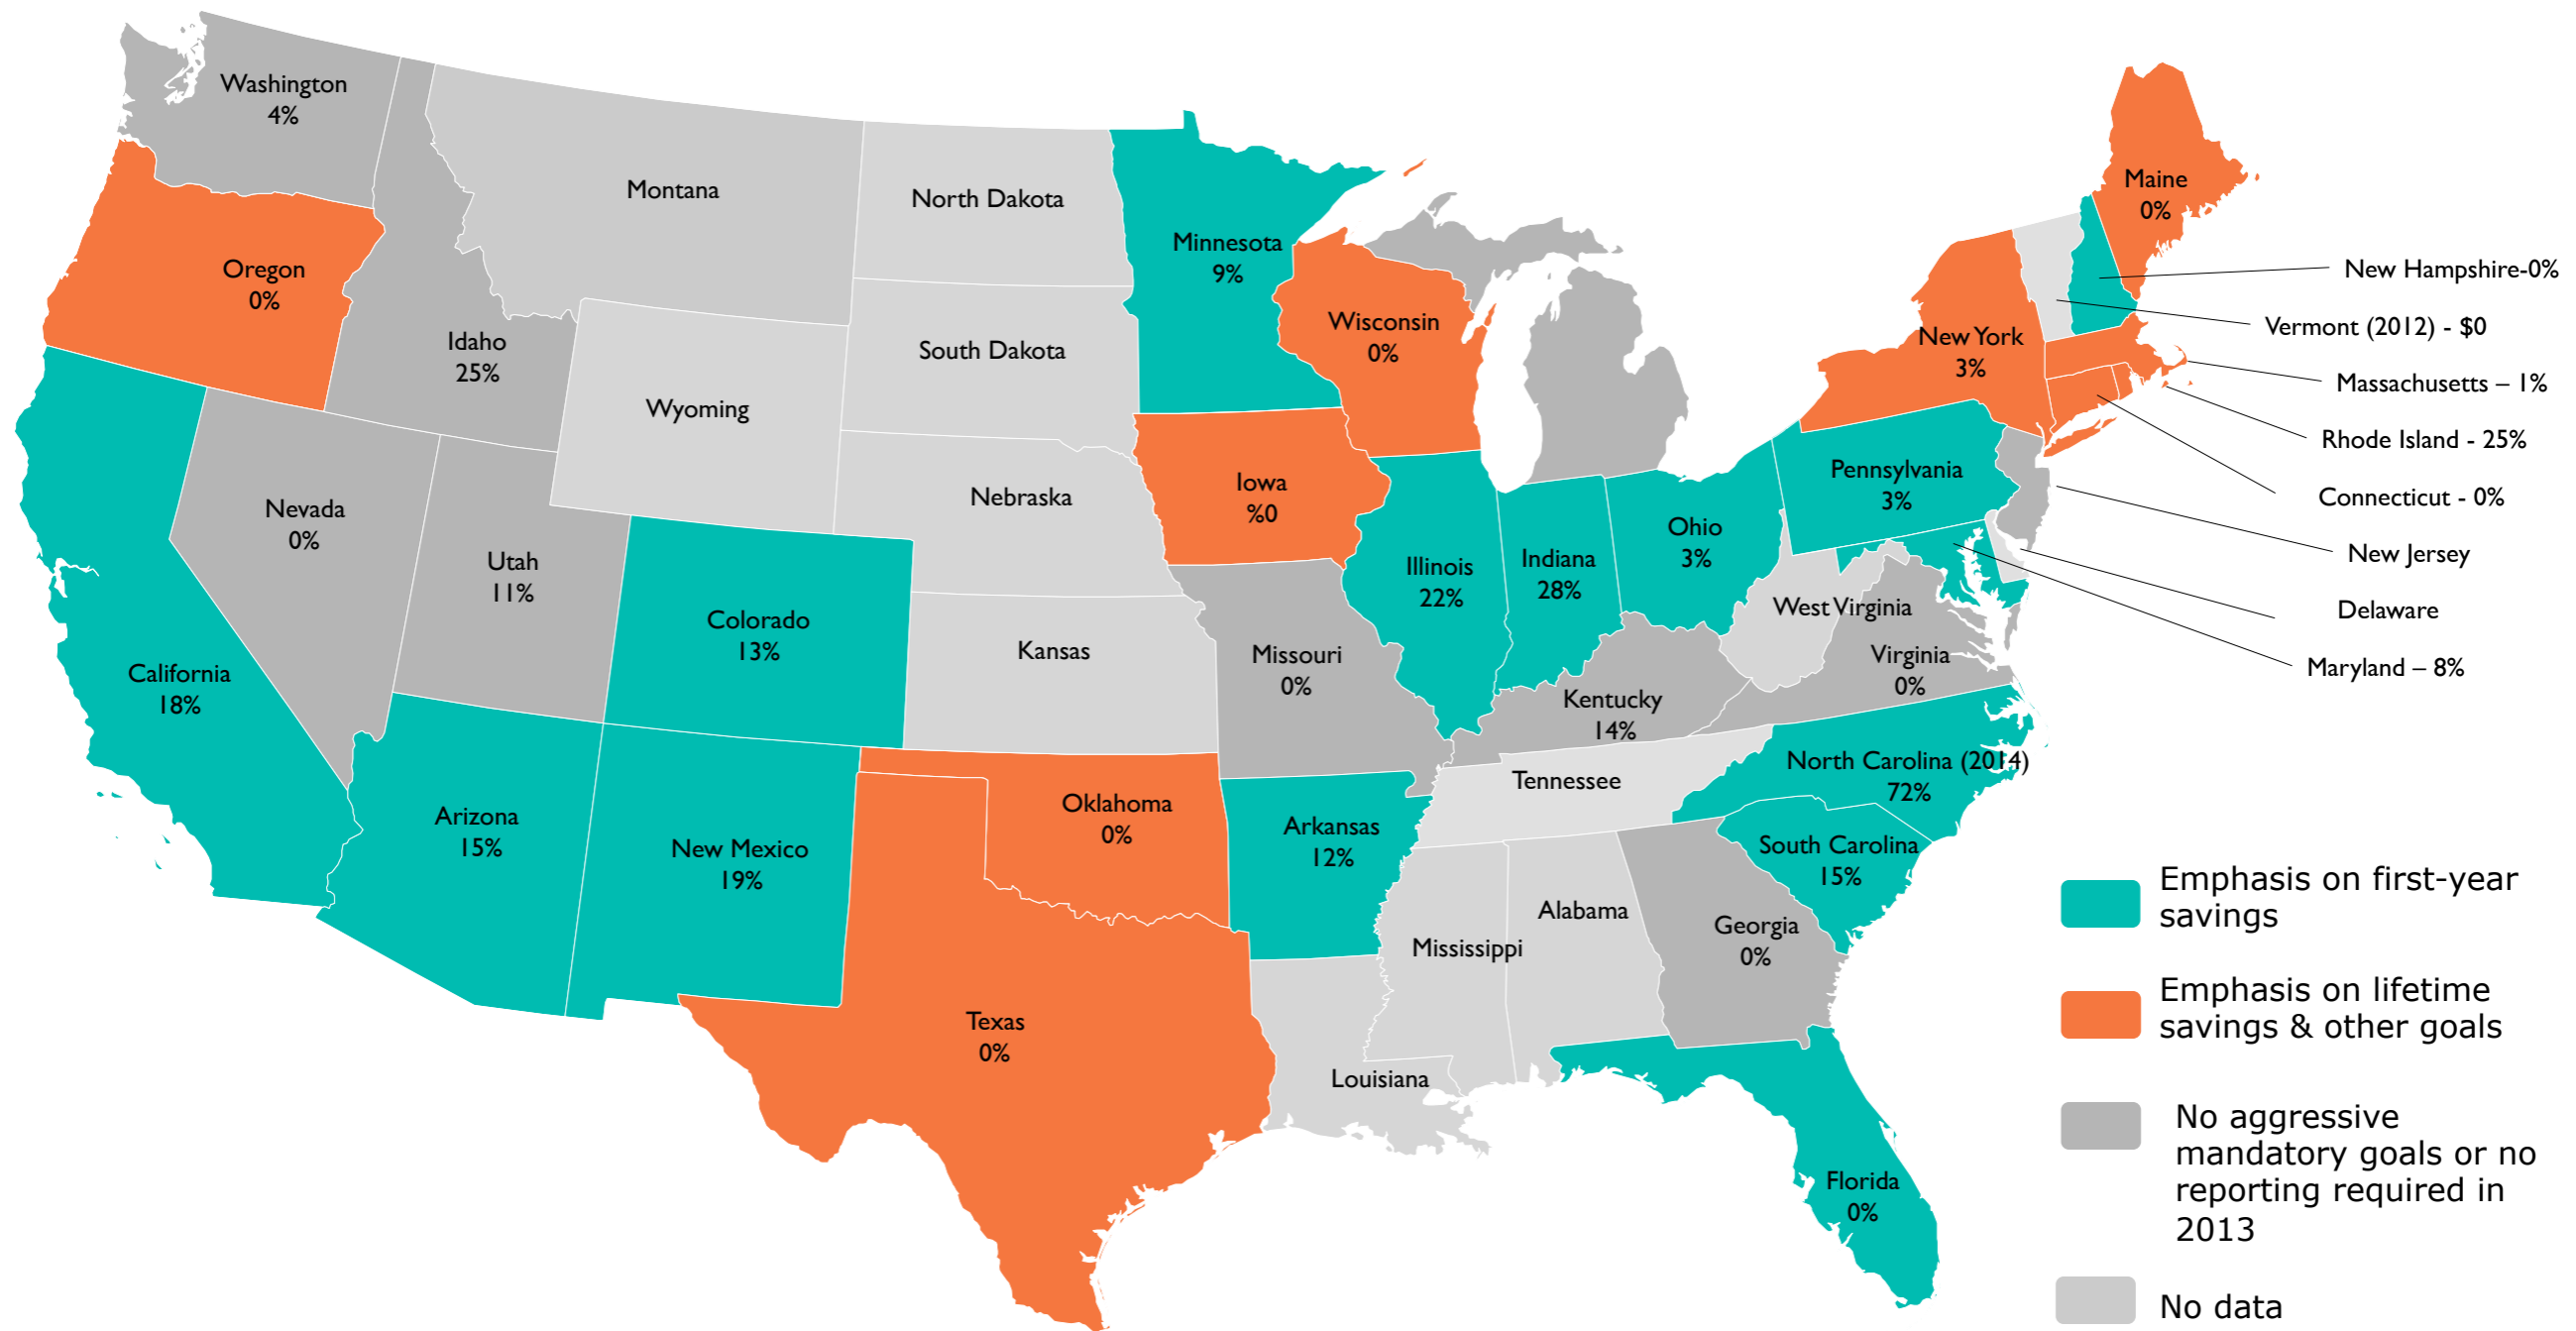 Washington
4%
Montana
North Dakota
Minnesota
9%
Maine
0%
Oregon
0%
Idaho
25%
Wyoming
South Dakota
Wisconsin
0%
New York
3%
New Hampshire-0%
Vermont (2012) - $0
Massachusetts – 1%
Rhode Island - 25%
Connecticut - 0%
New Jersey
Delaware
Maryland – 8%
Nevada
0%
Utah
11%
Colorado
13%
Nebraska
Kansas
Iowa
%0
Illinois
22%
Indiana
28%
Ohio
3%
Pennsylvania
3%
West Virginia
Virginia
0%
California
18%
Missouri
0%
Kentucky
14%
Arizona
15%
New Mexico
19%
Oklahoma
0%
Arkansas
12%
Tennessee
North Carolina (2014)
72%
South Carolina
15%
Texas
0%
Louisiana
Mississippi
Alabama
Georgia
0%
Florida
0%
Emphasis on first-year
savings
Emphasis on lifetime
savings & other goals
No aggressive
mandatory goals or no
reporting required in
2013
No data